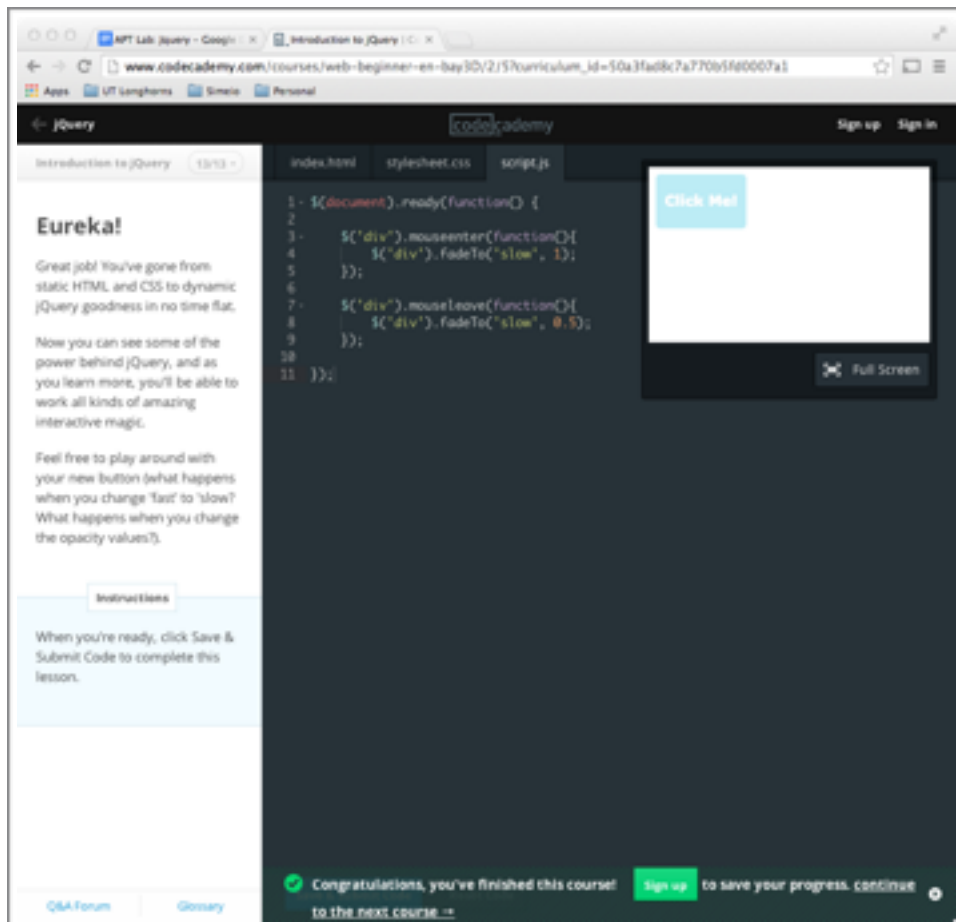 APT Lab: Jquery - Google
Introduction to jQuery | C
www.codecademy.com/courses/web-beginner-en-bay3D/2/5?curriculum_id=50a3fad8c7a770b5fd0007a1
Apps UT Longhorns Simeio Personal
← jQuery
codecademy
Sign up Sign in
Introduction to jQuery 13/13
index.html stylesheet.css script.js
Eureka!
Great job! You've gone from
static HTML and CSS to dynamic
jQuery goodness in no time flat.
Now you can see some of the
power behind jQuery, and as
you learn more, you'll be able to
work all kinds of amazing
interactive magic.
Feel free to play around with
your new button (what happens
when you change 'fast' to 'slow?
What happens when you change
the opacity values?).
Instructions
When you're ready, click Save &
Submit Code to complete this
lesson.
Q&A Forum Glossary
1 $(document).ready(function() {
2
3 $("div").mouseenter(function(){
4 $("div").fadeTo("slow", 1);
5 });
6
7 $("div").mouseleave(function(){
8 $("div").fadeTo("slow", 0.5);
9 });
10
11 });
Click Me!
Full Screen
Congratulations, you've finished this course! Sign up to save your progress. continue
to the next course →